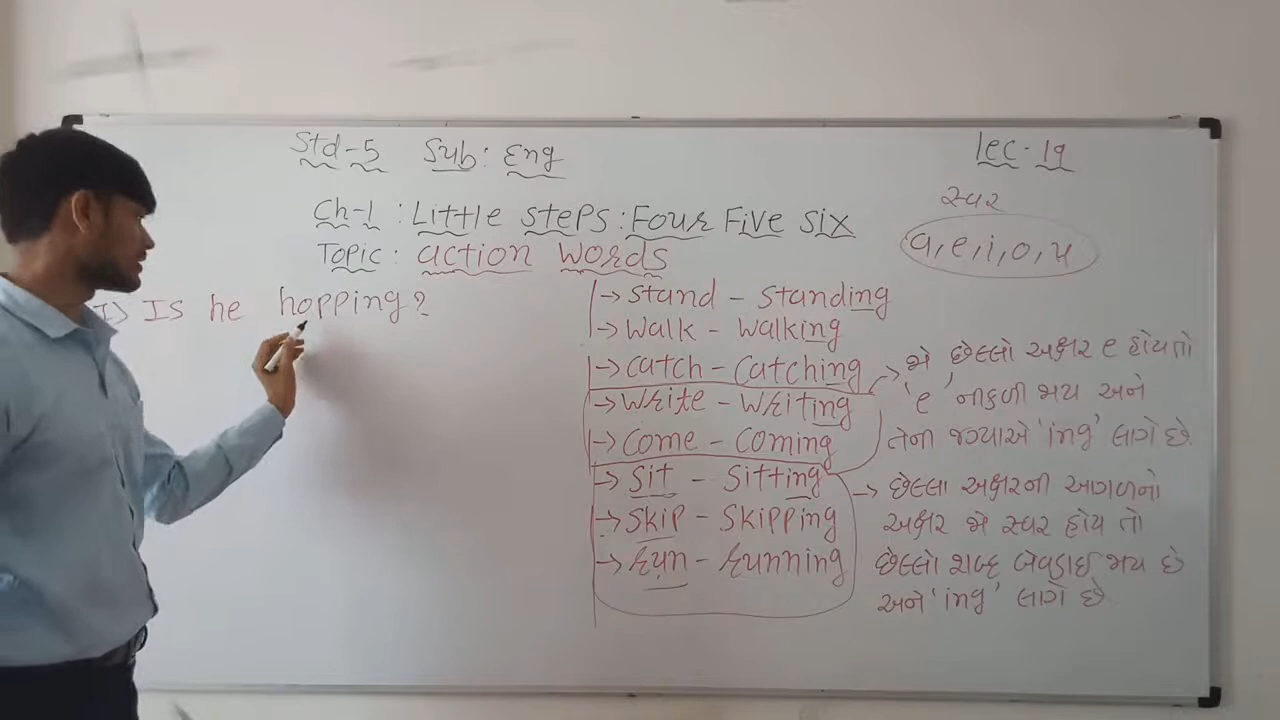 Std-5 Sub: Eng
Lec-19
Ch-1 : Little steps : Four Five Six
Topic : action words
સ્વર
a, e, i, o, u
1) Is he hopping?
→ Stand - Standing
→ Walk - Walking
→ Catch - Catching
→ Write - Writing
→ Come - Coming
→ Sit - Sitting
→ Skip - Skipping
→ Run - Running
→ જો છેલ્લો અક્ષર e હોય તો
'e' નીકળી જાય અને
તેના જગ્યાએ 'ing' લાગે છે.
→ છેલ્લા અક્ષરની આગળનો
અક્ષર જો સ્વર હોય તો
છેલ્લો શબ્દ બેવડાઈ જાય છે
અને 'ing' લાગે છે